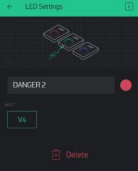 LED Settings
DANGER 2
INPUT
V4
Delete